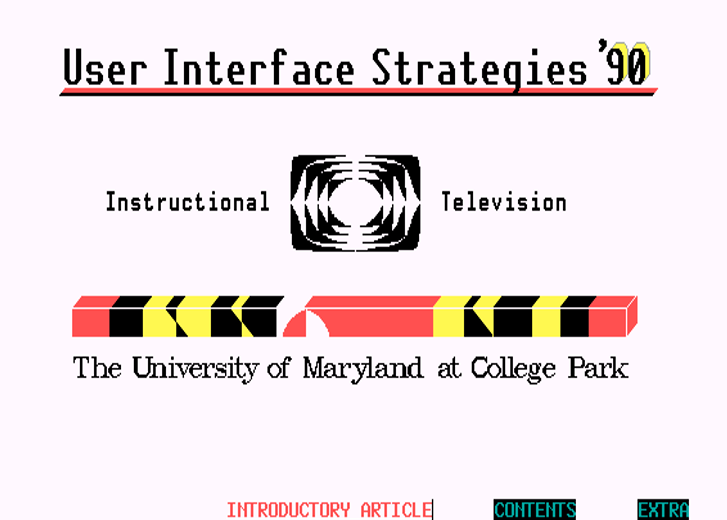 User Interface Strategies '90
Instructional Television
The University of Maryland at College Park
INTRODUCTORY ARTICLE CONTENTS EXTRA